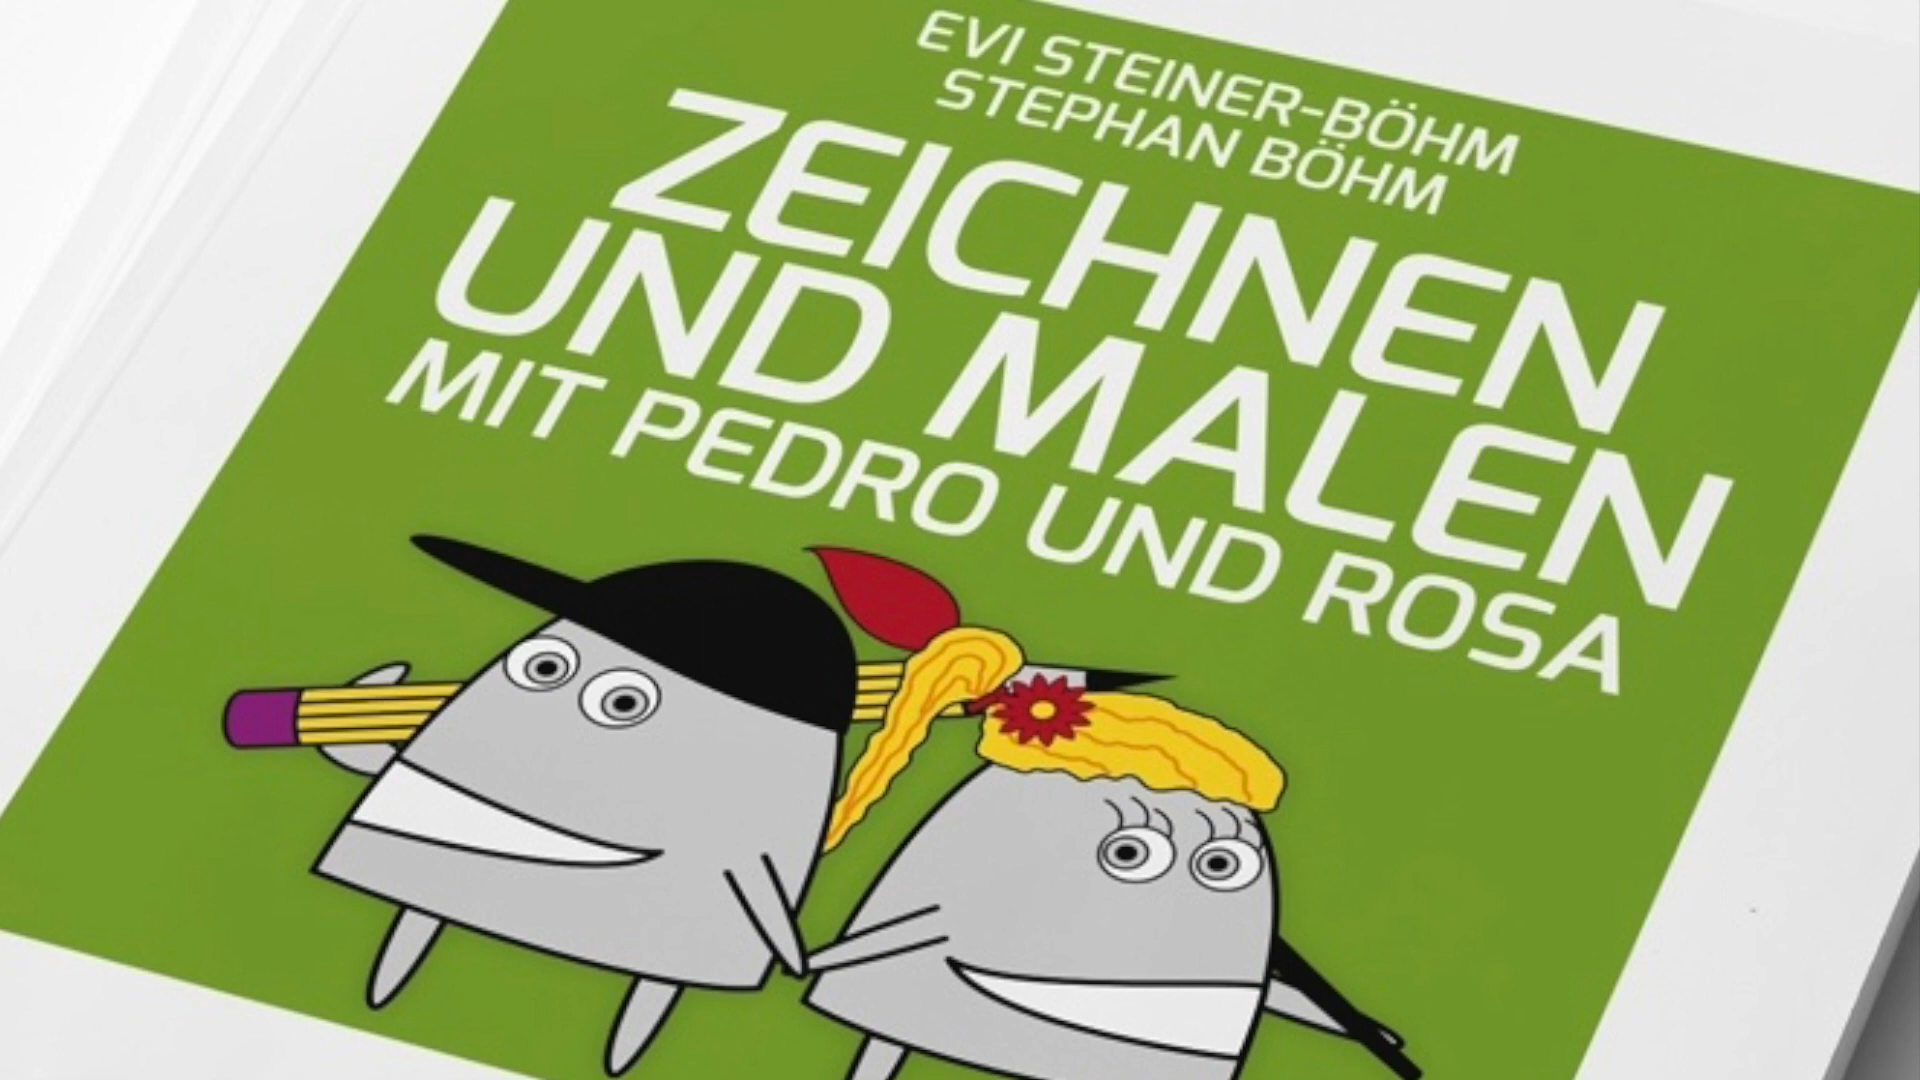 EVI STEINER-BÖHM
STEPHAN BÖHM
ZEICHNEN
UND MALEN
MIT PEDRO UND ROSA